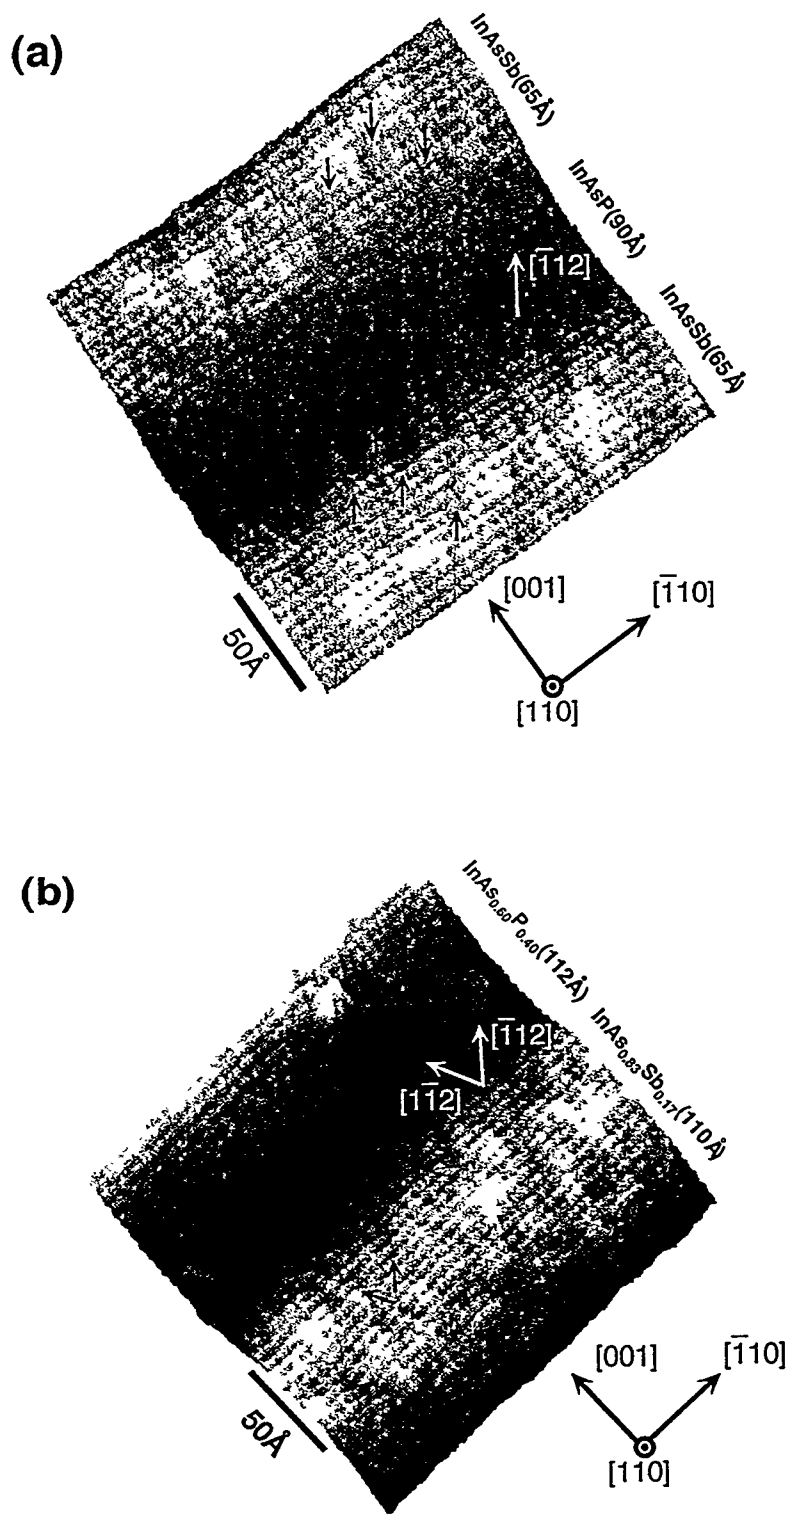 (a)
InAsSb(65Å)
InAsP(90Å)
[1̅12]
InAsSb(65Å)
50Å
[001]
[1̅10]
[110]
(b)
InAs₀.₆₀P₀.₄₀(112Å)
InAs₀.₈₃Sb₀.₁₇(110Å)
[1̅12]
[11̅2]
50Å
[001]
[1̅10]
[110]